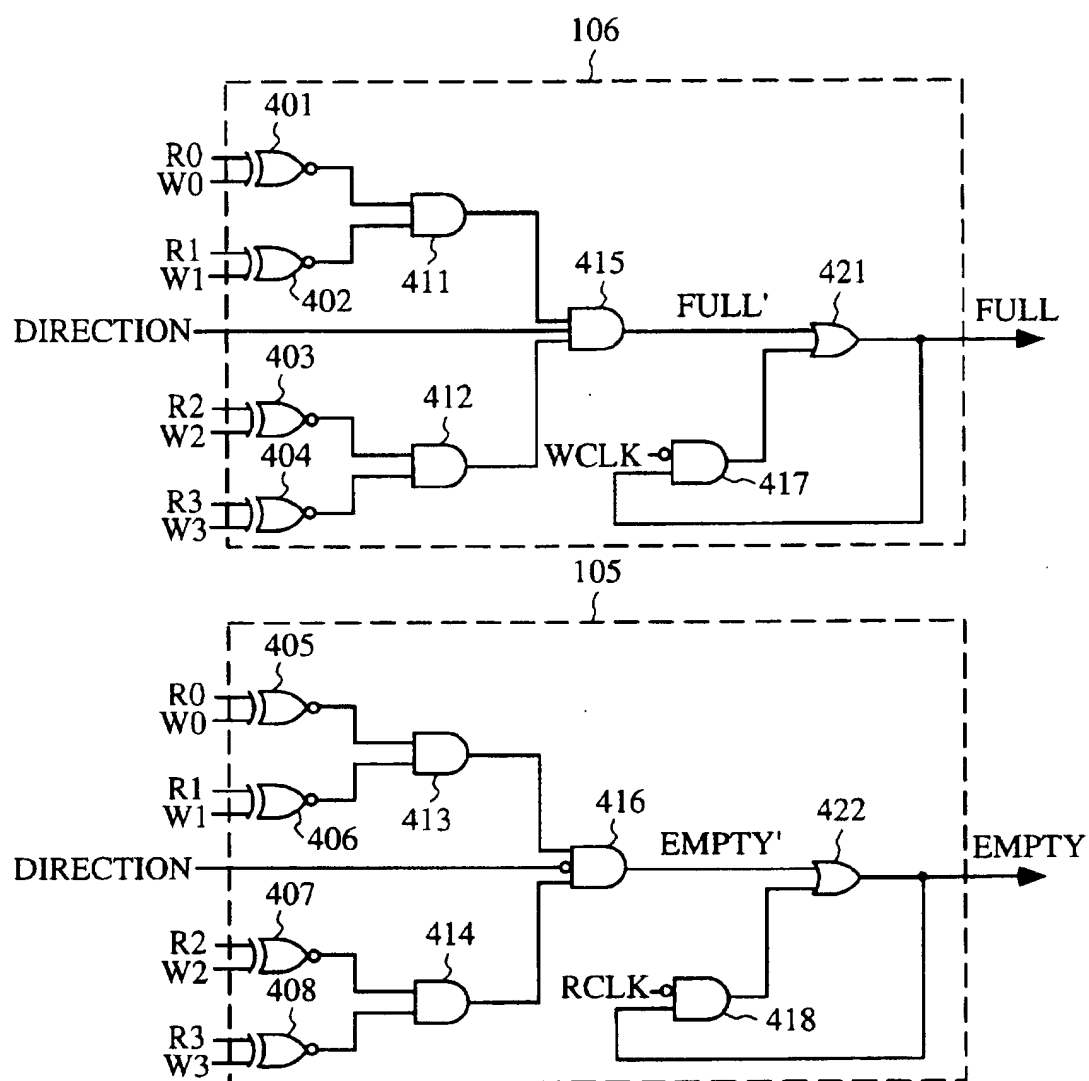 106
401
R0
W0
R1
W1
402
411
415
FULL'
421
FULL
DIRECTION
403
R2
W2
412
404
R3
W3
WCLK
417
105
405
R0
W0
R1
W1
406
413
416
EMPTY'
422
EMPTY
DIRECTION
407
R2
W2
414
408
R3
W3
RCLK
418